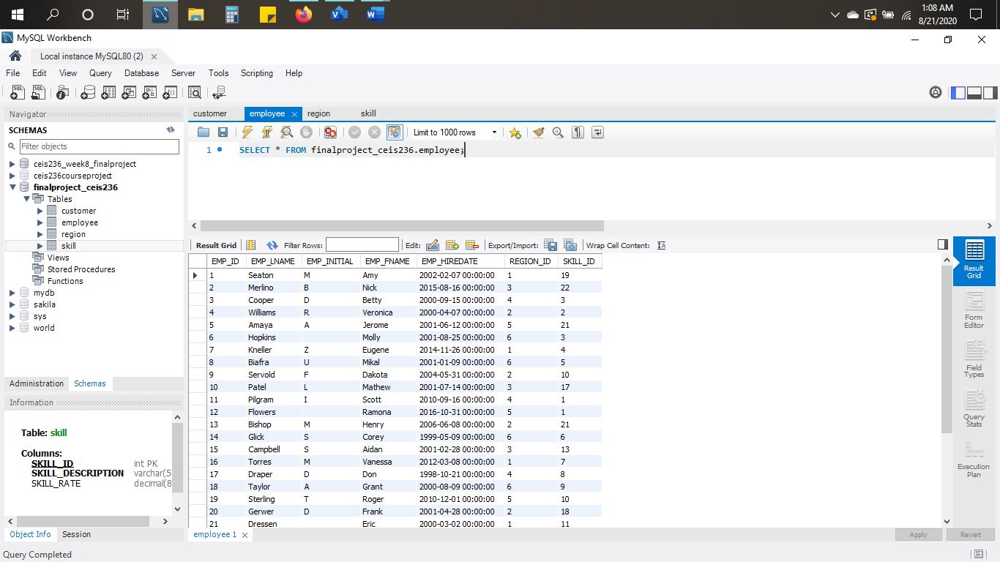 1:08 AM
8/21/2020
MySQL Workbench
Local instance MySQL80 (2)
File Edit View Query Database Server Tools Scripting Help
Navigator
SCHEMAS
Filter objects
ceis236_week8_finalproject
ceis236courseproject
finalproject_ceis236
Tables
customer
employee
region
skill
Views
Stored Procedures
Functions
mydb
sakila
sys
world
Administration Schemas
Information
Table: skill
Columns:
SKILL_ID int PK
SKILL_DESCRIPTION varchar(5
SKILL_RATE decimal(8
Object Info Session
customer employee region skill
Limit to 1000 rows
1 SELECT * FROM finalproject_ceis236.employee;
Result Grid Filter Rows: Edit: Export/Import: Wrap Cell Content:
EMP_ID EMP_LNAME EMP_INITIAL EMP_FNAME EMP_HIREDATE REGION_ID SKILL_ID
1 Seaton M Amy 2002-02-07 00:00:00 1 19
2 Merlino B Nick 2015-08-16 00:00:00 3 22
3 Cooper D Betty 2000-09-15 00:00:00 4 3
4 Williams R Veronica 2000-04-07 00:00:00 2 2
5 Amaya A Jerome 2001-06-12 00:00:00 5 21
6 Hopkins Molly 2001-08-25 00:00:00 6 3
7 Kneller Z Eugene 2014-11-26 00:00:00 1 4
8 Biafra U Mikal 2001-01-09 00:00:00 6 5
9 Servold F Dakota 2004-05-31 00:00:00 2 10
10 Patel L Mathew 2001-07-14 00:00:00 3 17
11 Pilgram I Scott 2010-09-16 00:00:00 4 1
12 Flowers Ramona 2016-10-31 00:00:00 5 1
13 Bishop M Henry 2006-06-08 00:00:00 2 21
14 Glick S Corey 1999-05-09 00:00:00 6 6
15 Campbell S Aidan 2001-02-28 00:00:00 3 13
16 Torres M Vanessa 2012-03-08 00:00:00 1 7
17 Draper D Don 1998-10-21 00:00:00 4 8
18 Taylor A Grant 2000-08-09 00:00:00 6 9
19 Sterling T Roger 2010-12-01 00:00:00 5 10
20 Gerwer D Frank 2001-04-28 00:00:00 2 18
21 Dressen Eric 2000-03-02 00:00:00 1 11
employee 1
Result
Grid
Form
Editor
Field
Types
Query
Stats
Execution
Plan
Apply Revert
Query Completed